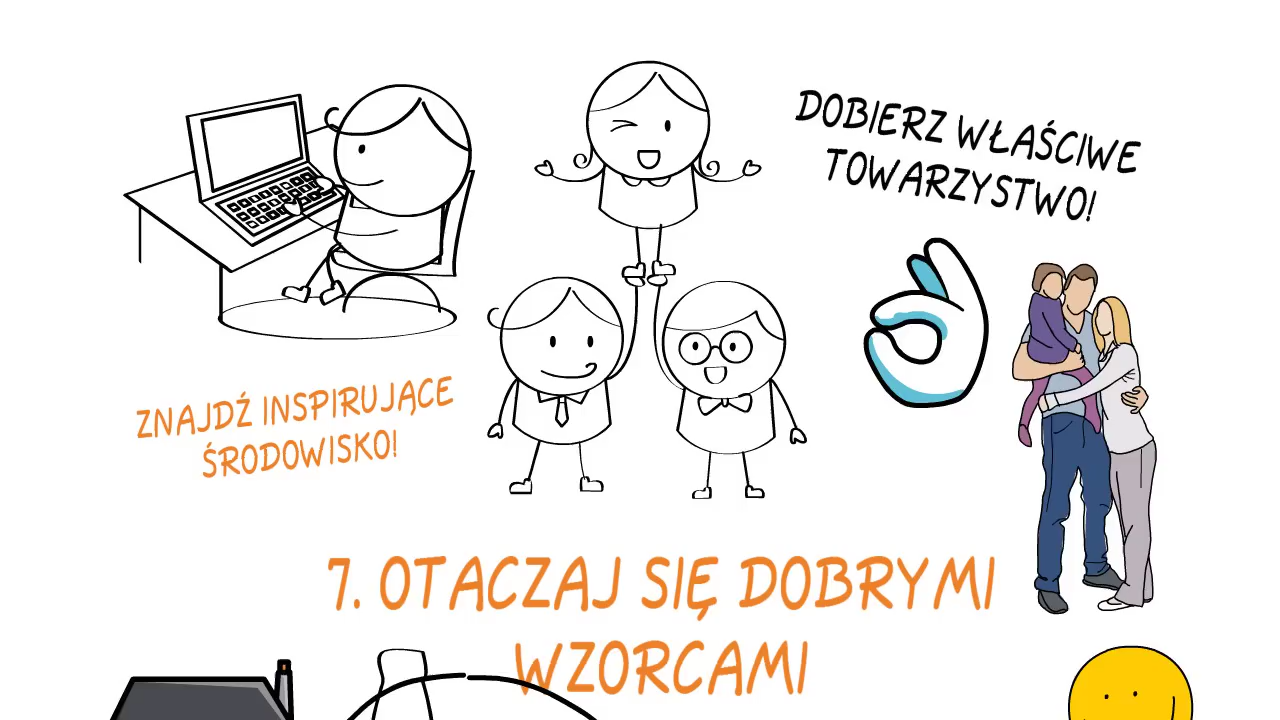 DOBIERZ WŁAŚCIWE
TOWARZYSTWO!
ZNAJDŹ INSPIRUJĄCE
ŚRODOWISKO!
7. OTACZAJ SIĘ DOBRYMI
WZORCAMI